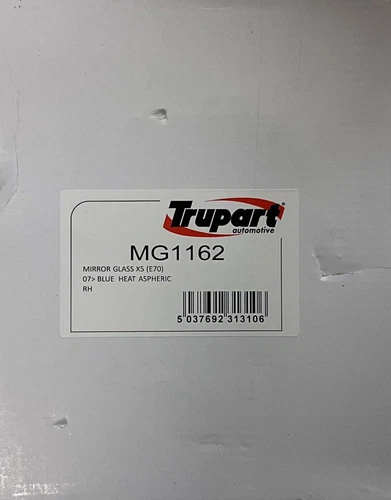 Trupart
automotive
MG1162
MIRROR GLASS X5 (E70)
07> BLUE HEAT ASPHERIC
RH
5 037692 313106